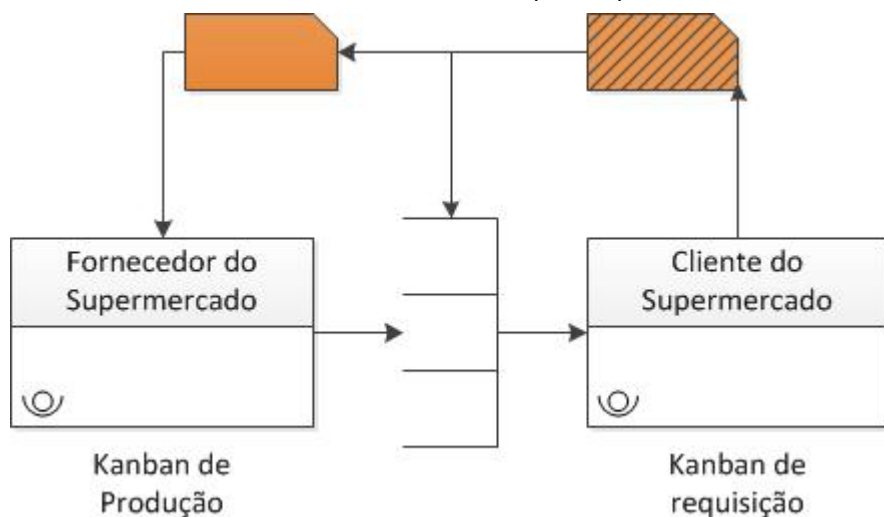 Fornecedor do
Supermercado
Cliente do
Supermercado
Kanban de
Produção
Kanban de
requisição